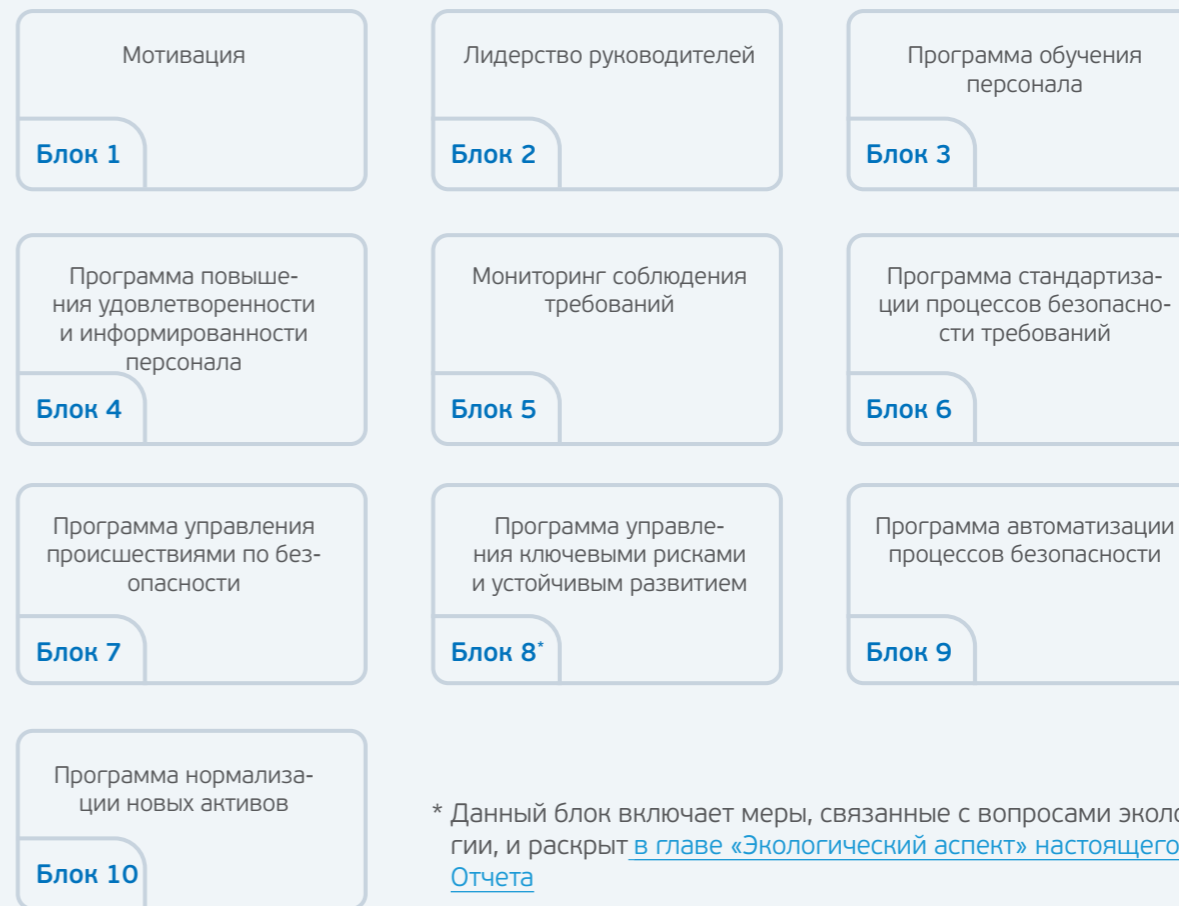 Мотивация
Блок 1
Лидерство руководителей
Блок 2
Программа обучения
персонала
Блок 3
Программа повыше-
ния удовлетворенности
и информированности
персонала
Блок 4
Мониторинг соблюдения
требований
Блок 5
Программа стандартиза-
ции процессов безопасно-
сти требований
Блок 6
Программа управления
происшествиями по без-
опасности
Блок 7
Программа управле-
ния ключевыми рисками
и устойчивым развитием
Блок 8*
Программа автоматизации
процессов безопасности
Блок 9
Программа нормализа-
ции новых активов
Блок 10
* Данный блок включает меры, связанные с вопросами эколо
гии, и раскрыт в главе «Экологический аспект» настоящего
Отчета